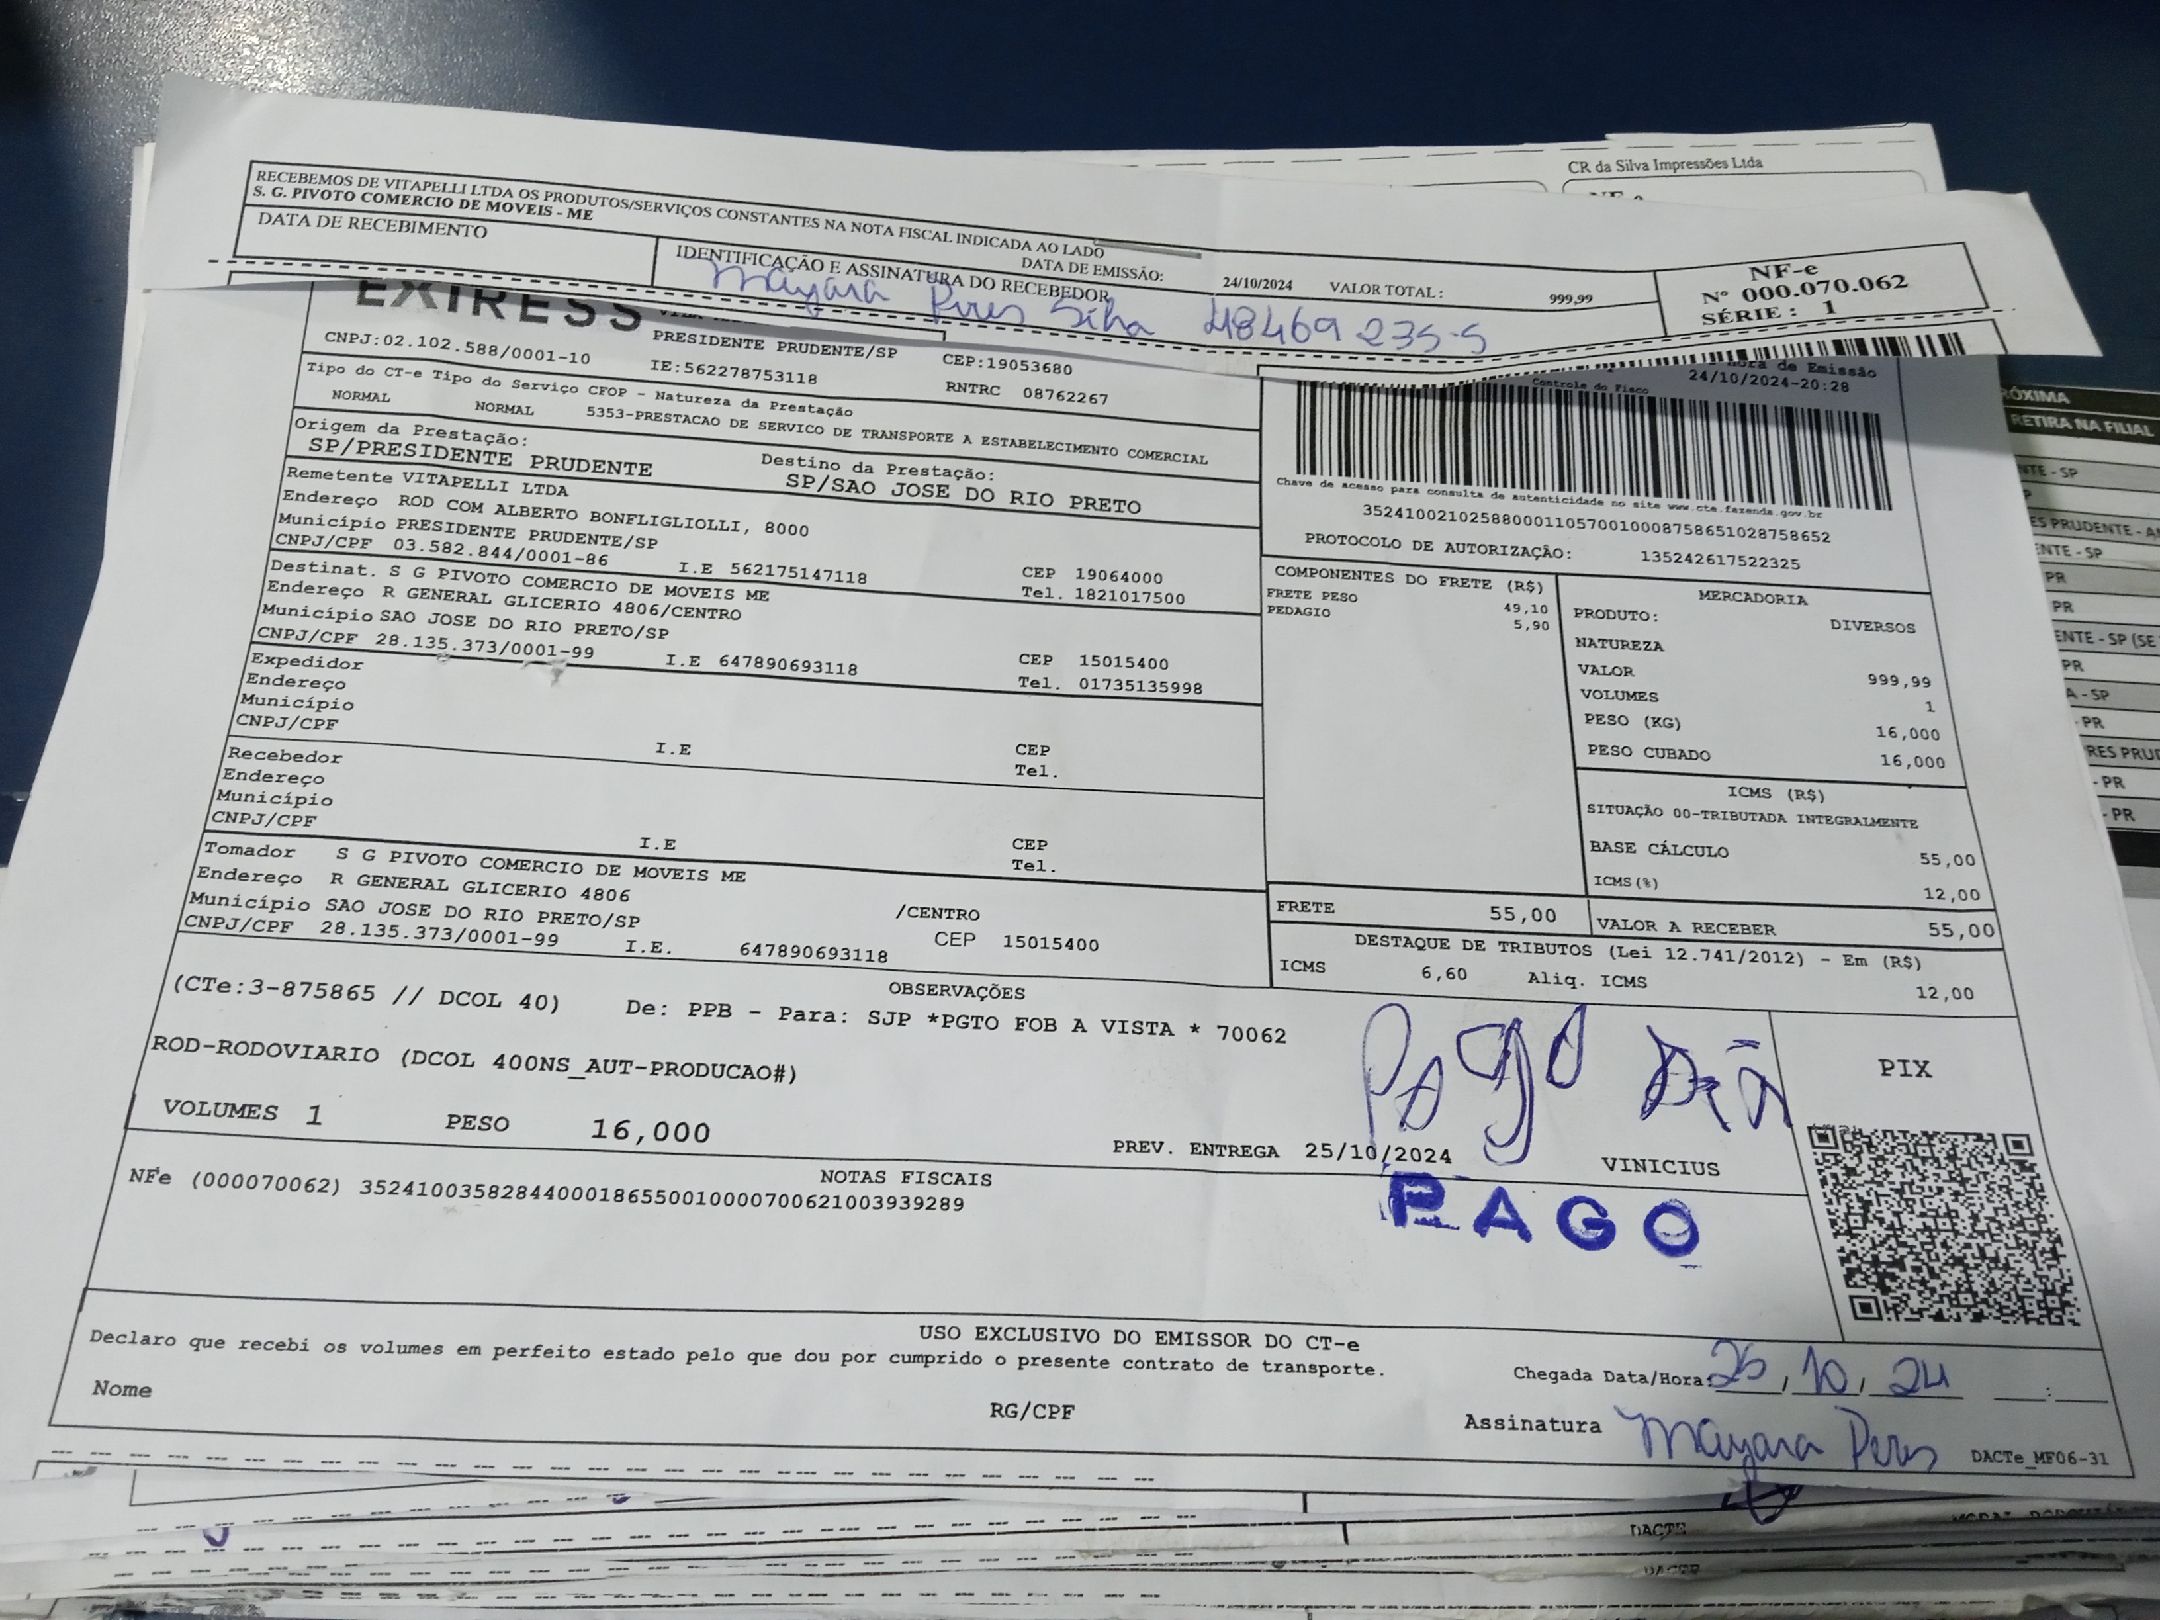 CR da Silva Impressões Ltda
RECEBEMOS DE VITAPELLI LTDA OS PRODUTOS/SERVIÇOS CONSTANTES NA NOTA FISCAL INDICADA AO LADO
S. G. PIVOTO COMERCIO DE MOVEIS - ME
DATA DE EMISSÃO: 24/10/2024 VALOR TOTAL : 999,99
DATA DE RECEBIMENTO
IDENTIFICAÇÃO E ASSINATURA DO RECEBEDOR
Mayara Pires Silva 48469 235-5
NF-e
Nº 000.070.062
SÉRIE : 1
PRESIDENTE PRUDENTE/SP CEP:19053680
CNPJ:02.102.588/0001-10 IE:562278753118 RNTRC 08762267
Hora de Emissão
24/10/2024-20:28
Controle do Fisco
Tipo do CT-e Tipo do Serviço CFOP - Natureza da Prestação
NORMAL NORMAL 5353-PRESTACAO DE SERVICO DE TRANSPORTE A ESTABELECIMENTO COMERCIAL
Origem da Prestação: Destino da Prestação:
SP/PRESIDENTE PRUDENTE SP/SAO JOSE DO RIO PRETO
Chave de acesso para consulta de autenticidade no site www.cte.fazenda.gov.br
35241002102588000110570010008758651028758652
PROTOCOLO DE AUTORIZAÇÃO: 135242617522325
Remetente VITAPELLI LTDA
Endereço ROD COM ALBERTO BONFLIGLIOLLI, 8000
Município PRESIDENTE PRUDENTE/SP CEP 19064000
CNPJ/CPF 03.582.844/0001-86 I.E 562175147118 Tel. 1821017500
Destinat. S G PIVOTO COMERCIO DE MOVEIS ME
Endereço R GENERAL GLICERIO 4806/CENTRO
Município SAO JOSE DO RIO PRETO/SP CEP 15015400
CNPJ/CPF 28.135.373/0001-99 I.E 647890693118 Tel. 01735135998
Expedidor
Endereço
Município CEP
CNPJ/CPF I.E Tel.
Recebedor
Endereço
Município CEP
CNPJ/CPF I.E Tel.
Tomador S G PIVOTO COMERCIO DE MOVEIS ME
Endereço R GENERAL GLICERIO 4806 /CENTRO
Município SAO JOSE DO RIO PRETO/SP CEP 15015400
CNPJ/CPF 28.135.373/0001-99 I.E. 647890693118
COMPONENTES DO FRETE (R$)
FRETE PESO 49,10
PEDAGIO 5,90
MERCADORIA
PRODUTO: DIVERSOS
NATUREZA
VALOR 999,99
VOLUMES 1
PESO (KG) 16,000
PESO CUBADO 16,000
ICMS (R$)
SITUAÇÃO 00-TRIBUTADA INTEGRALMENTE
BASE CÁLCULO 55,00
ICMS(%) 12,00
FRETE 55,00 VALOR A RECEBER 55,00
DESTAQUE DE TRIBUTOS (Lei 12.741/2012) - Em (R$)
ICMS 6,60 Aliq. ICMS 12,00
OBSERVAÇÕES
(CTe:3-875865 // DCOL 40) De: PPB - Para: SJP *PGTO FOB A VISTA * 70062
ROD-RODOVIARIO (DCOL 400NS_AUT-PRODUCAO#)
Pago
VOLUMES 1 PESO 16,000
PREV. ENTREGA 25/10/2024 VINICIUS
PIX
NOTAS FISCAIS
NFe (000070062) 35241003582844000186550010000700621003939289
PAGO
USO EXCLUSIVO DO EMISSOR DO CT-e
Declaro que recebi os volumes em perfeito estado pelo que dou por cumprido o presente contrato de transporte.
Chegada Data/Hora: 25/10/24
Nome RG/CPF Assinatura Mayara Pires
DACTe_MF06-31
DACTE
RÓXIMA
RETIRA NA FILIAL